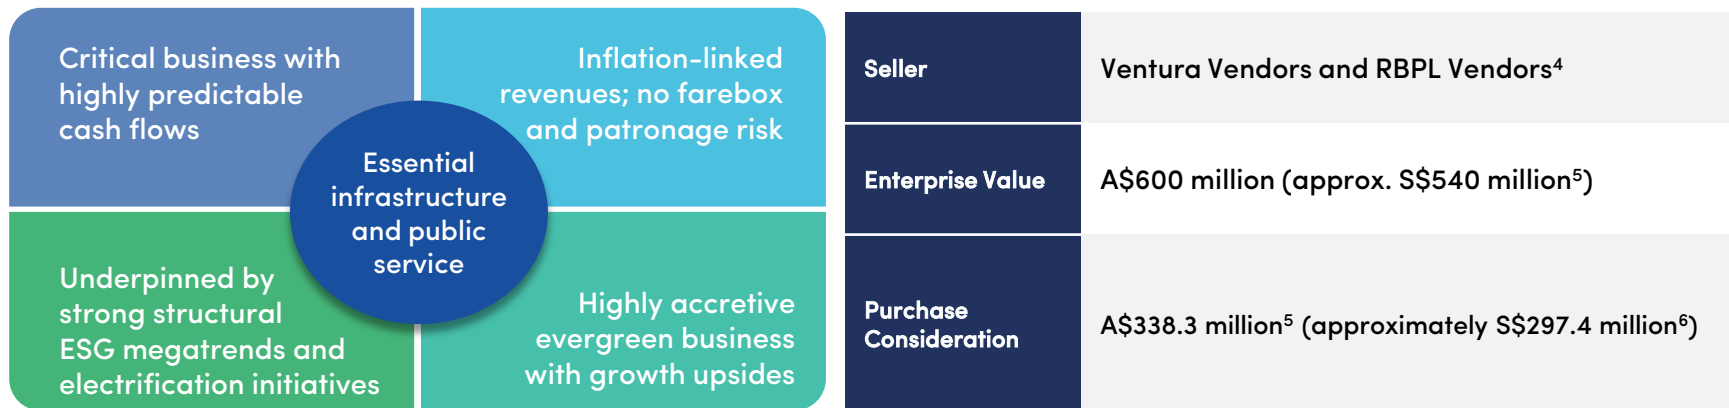 Critical business with
highly predictable
cash flows
Inflation-linked
revenues; no farebox
and patronage risk
Essential
infrastructure
and public
service
Underpinned by
strong structural
ESG megatrends and
electrification initiatives
Highly accretive
evergreen business
with growth upsides
Seller
Ventura Vendors and RBPL Vendors⁴
Enterprise Value
A$600 million (approx. S$540 million⁵)
Purchase
Consideration
A$338.3 million⁵ (approximately S$297.4 million⁶)